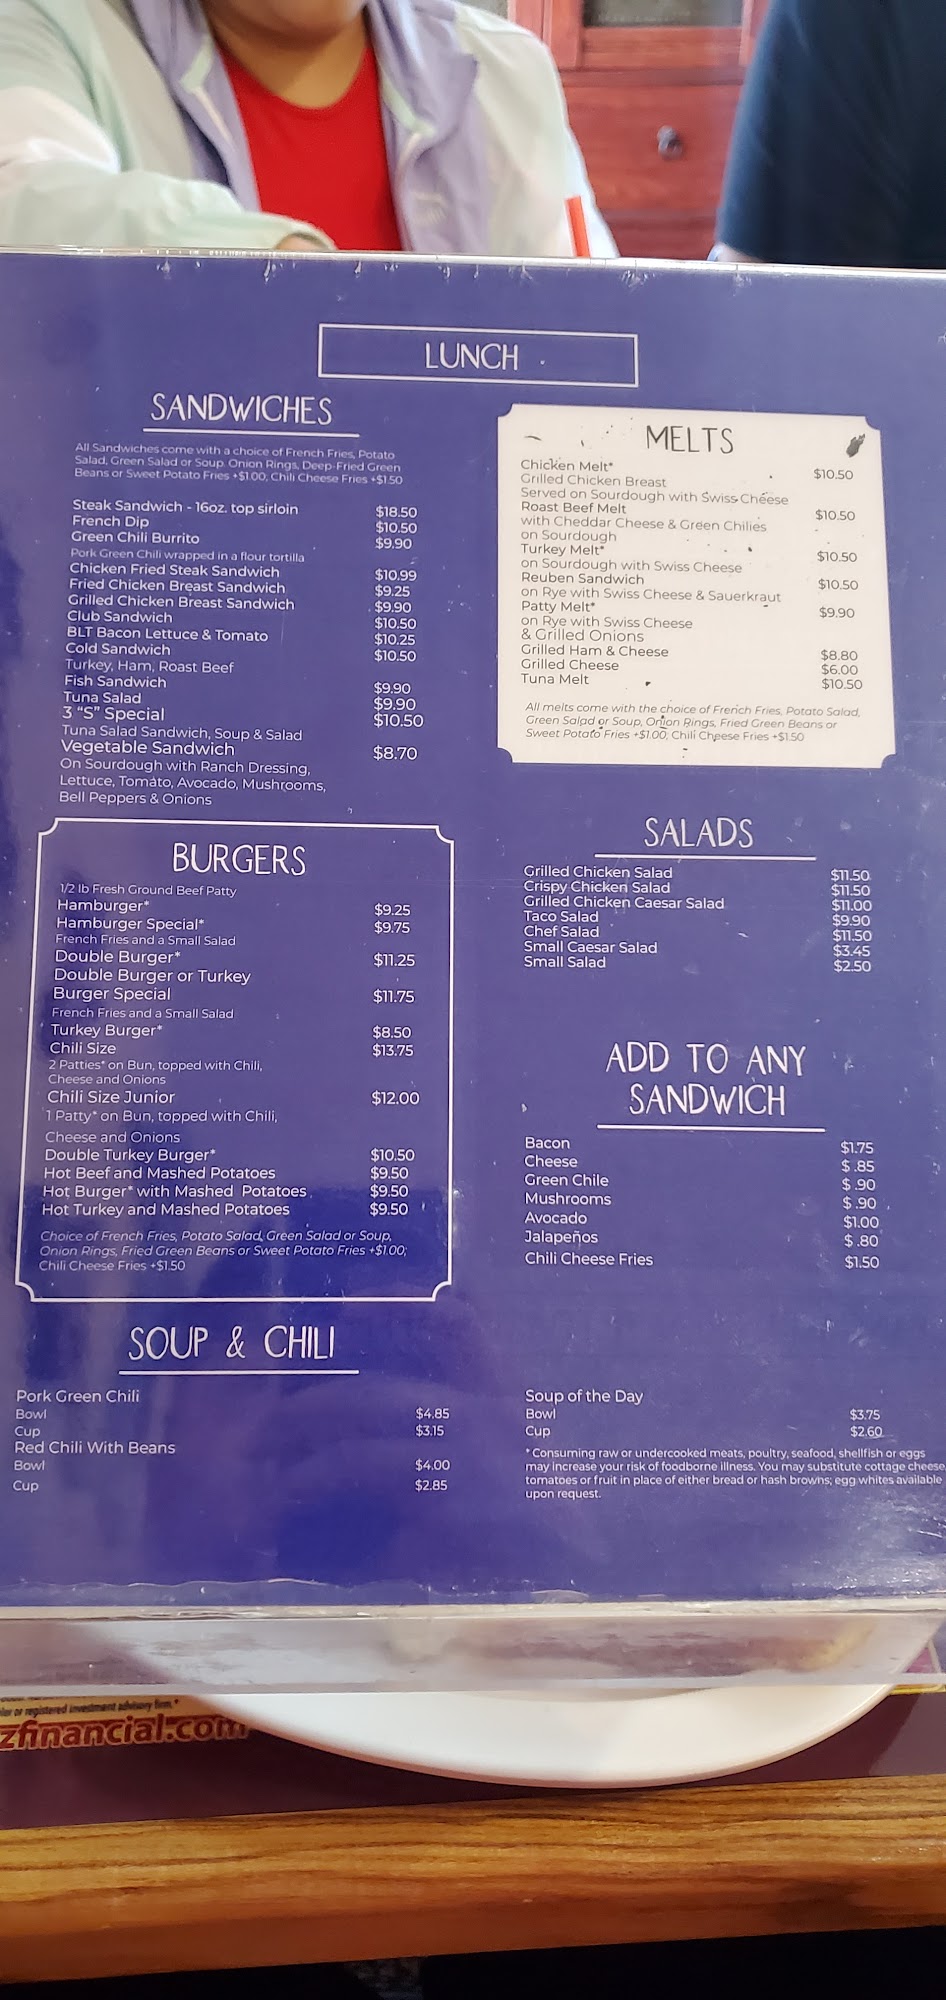 LUNCH
SANDWICHES
All Sandwiches come with a choice of French Fries, Potato
Salad, Green Salad or Soup. Onion Rings, Deep-Fried Green
Beans or Sweet Potato Fries +$1.00, Chili Cheese Fries +$1.50
Steak Sandwich - 16oz. top sirloin $18.50
French Dip $10.50
Green Chili Burrito $9.90
Pork Green Chili wrapped in a flour tortilla
Chicken Fried Steak Sandwich $10.99
Fried Chicken Breast Sandwich $9.25
Grilled Chicken Breast Sandwich $9.90
Club Sandwich $10.50
BLT Bacon Lettuce & Tomato $10.25
Cold Sandwich $10.50
Turkey, Ham, Roast Beef
Fish Sandwich $9.90
Tuna Salad $9.90
3 "S" Special $10.50
Tuna Salad Sandwich, Soup & Salad
Vegetable Sandwich $8.70
On Sourdough with Ranch Dressing,
Lettuce, Tomato, Avocado, Mushrooms,
Bell Peppers & Onions
BURGERS
1/2 lb Fresh Ground Beef Patty
Hamburger* $9.25
Hamburger Special* $9.75
French Fries and a Small Salad
Double Burger* $11.25
Double Burger or Turkey
Burger Special $11.75
French Fries and a Small Salad
Turkey Burger* $8.50
Chili Size $13.75
2 Patties* on Bun, topped with Chili,
Cheese and Onions
Chili Size Junior $12.00
1 Patty* on Bun, topped with Chili,
Cheese and Onions
Double Turkey Burger* $10.50
Hot Beef and Mashed Potatoes $9.50
Hot Burger* with Mashed Potatoes $9.50
Hot Turkey and Mashed Potatoes $9.50
Choice of French Fries, Potato Salad, Green Salad or Soup,
Onion Rings, Fried Green Beans or Sweet Potato Fries +$1.00;
Chili Cheese Fries +$1.50
SOUP & CHILI
Pork Green Chili
Bowl $4.85
Cup $3.15
Red Chili With Beans
Bowl $4.00
Cup $2.85
MELTS
Chicken Melt* $10.50
Grilled Chicken Breast
Served on Sourdough with Swiss Cheese
Roast Beef Melt $10.50
with Cheddar Cheese & Green Chilies
on Sourdough
Turkey Melt* $10.50
on Sourdough with Swiss Cheese
Reuben Sandwich $10.50
on Rye with Swiss Cheese & Sauerkraut
Patty Melt* $9.90
on Rye with Swiss Cheese
& Grilled Onions
Grilled Ham & Cheese $8.80
Grilled Cheese $6.00
Tuna Melt $10.50
All melts come with the choice of French Fries, Potato Salad,
Green Salad or Soup, Onion Rings, Fried Green Beans or
Sweet Potato Fries +$1.00, Chili Cheese Fries +$1.50
SALADS
Grilled Chicken Salad $11.50
Crispy Chicken Salad $11.50
Grilled Chicken Caesar Salad $11.00
Taco Salad $9.90
Chef Salad $11.50
Small Caesar Salad $3.45
Small Salad $2.50
ADD TO ANY
SANDWICH
Bacon $1.75
Cheese $ .85
Green Chile $ .90
Mushrooms $ .90
Avocado $1.00
Jalapeños $ .80
Chili Cheese Fries $1.50
Soup of the Day
Bowl $3.75
Cup $2.60
* Consuming raw or undercooked meats, poultry, seafood, shellfish or eggs
may increase your risk of foodborne illness. You may substitute cottage cheese,
tomatoes or fruit in place of either bread or hash browns; egg whites available
upon request.
or registered investment advisory firm.*
zfinancial.com